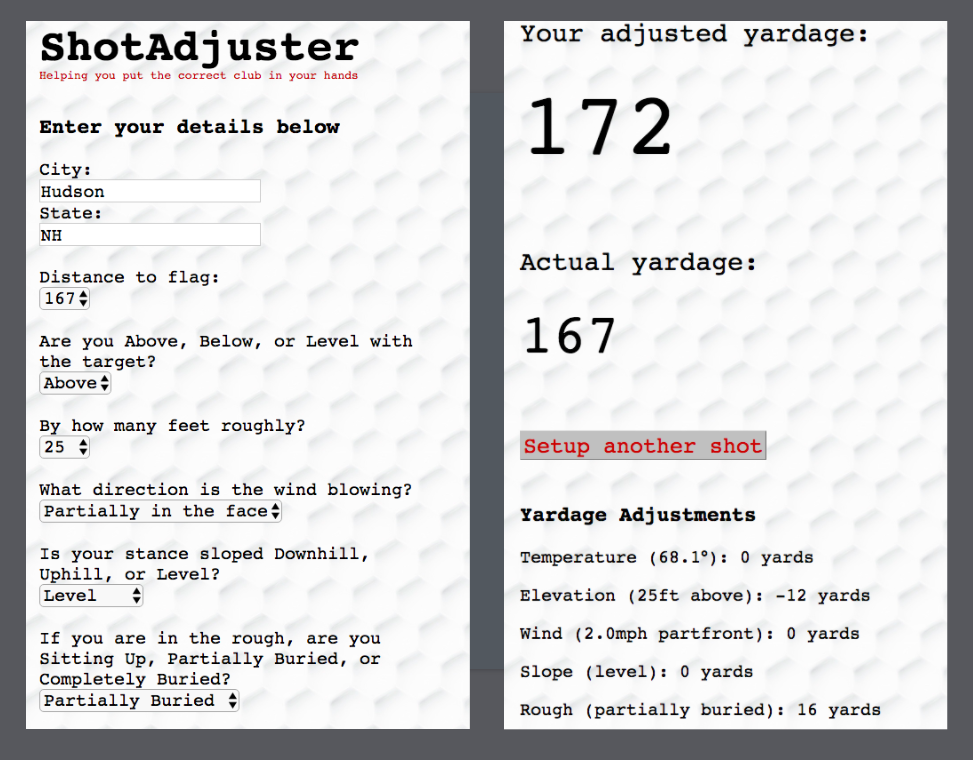 ShotAdjuster
Helping you put the correct club in your hands
Enter your details below
City:
Hudson
State:
NH
Distance to flag:
167
Are you Above, Below, or Level with
the target?
Above
By how many feet roughly?
25
What direction is the wind blowing?
Partially in the face
Is your stance sloped Downhill,
Uphill, or Level?
Level
If you are in the rough, are you
Sitting Up, Partially Buried, or
Completely Buried?
Partially Buried
Your adjusted yardage:
172
Actual yardage:
167
Setup another shot
Yardage Adjustments
Temperature (68.1°): 0 yards
Elevation (25ft above): -12 yards
Wind (2.0mph partfront): 0 yards
Slope (level): 0 yards
Rough (partially buried): 16 yards